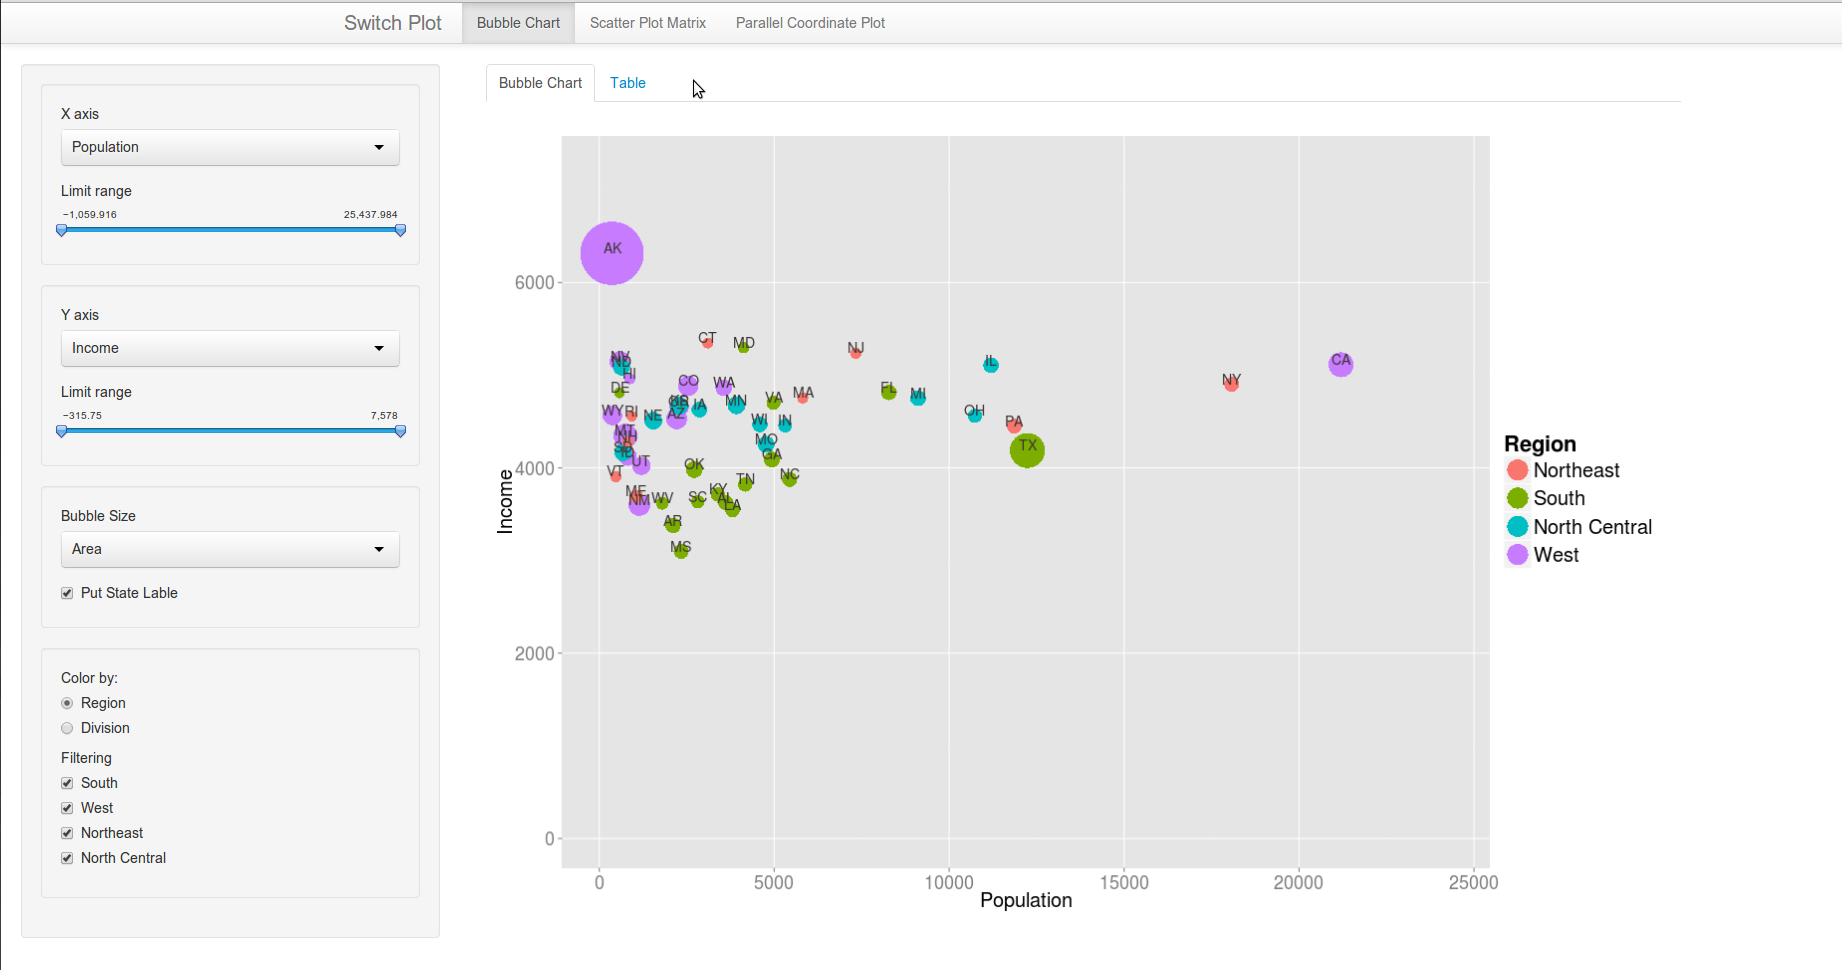 Switch Plot Bubble Chart Scatter Plot Matrix Parallel Coordinate Plot
Bubble Chart Table
X axis
Population
Limit range
−1,059.916 25,437.984
Y axis
Income
Limit range
−315.75 7,578
Bubble Size
Area
Put State Lable
Color by:
Region
Division
Filtering
South
West
Northeast
North Central
6000
4000
2000
0
Income
0 5000 10000 15000 20000 25000
Population
AK
CT
MD
NJ
IL
CA
NV
ND
HI
DE
CO
WA
VA
MA
FL
MI
NY
WY
RI
NE
AZ
IA
MN
WI
IN
OH
PA
MT
NH
SD
ID
UT
MO
GA
TX
VT
OK
TN
NC
ME
NM
WV
SC
KY
AL
LA
AR
MS
Region
Northeast
South
North Central
West